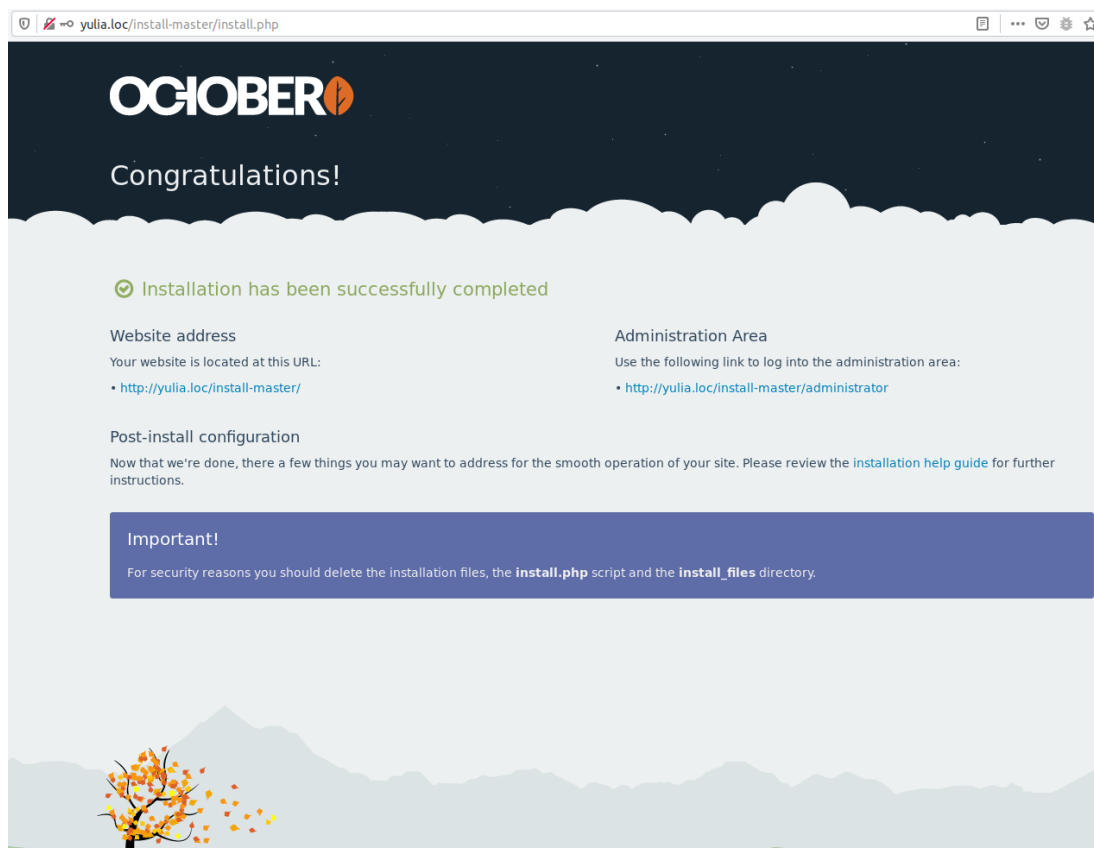 yulia.loc/install-master/install.php
OCTOBER
Congratulations!
Installation has been successfully completed
Website address
Your website is located at this URL:
• http://yulia.loc/install-master/
Administration Area
Use the following link to log into the administration area:
• http://yulia.loc/install-master/administrator
Post-install configuration
Now that we're done, there a few things you may want to address for the smooth operation of your site. Please review the installation help guide for further
instructions.
Important!
For security reasons you should delete the installation files, the install.php script and the install_files directory.